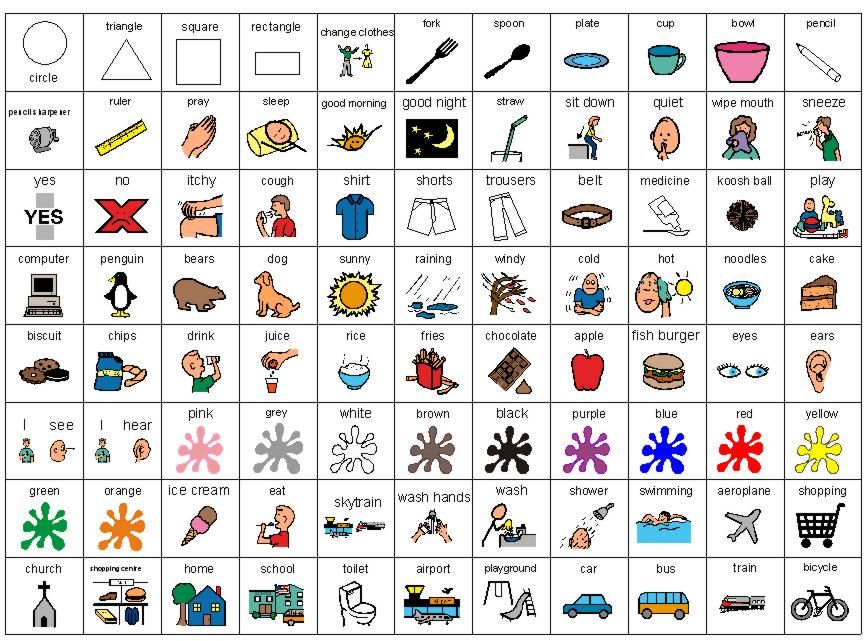 circle triangle square rectangle change clothes fork spoon plate cup bowl pencil
pencil sharpener ruler pray sleep good morning good night straw sit down quiet wipe mouth sneeze
yes no itchy cough shirt shorts trousers belt medicine koosh ball play
YES
computer penguin bears dog sunny raining windy cold hot noodles cake
biscuit chips drink juice rice fries chocolate apple fish burger eyes ears
I see I hear pink grey white brown black purple blue red yellow
green orange ice cream eat skytrain wash hands wash shower swimming aeroplane shopping
church shopping centre home school toilet airport playground car bus train bicycle